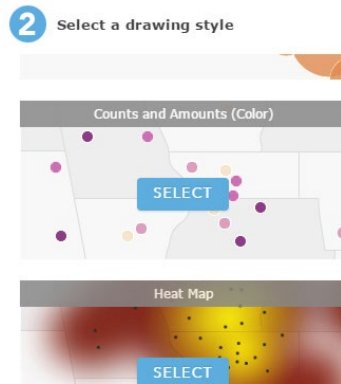 2 Select a drawing style
Counts and Amounts (Color)
SELECT
Heat Map
SELECT